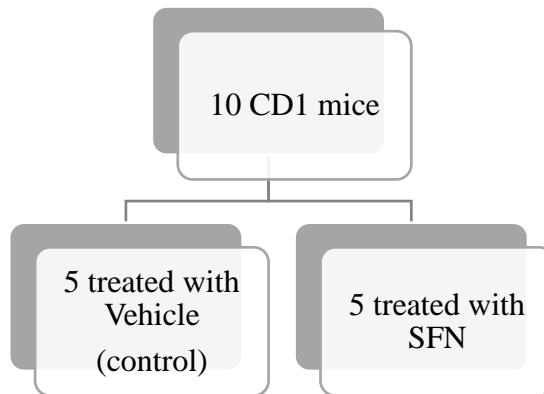 10 CD1 mice
5 treated with
Vehicle
(control)
5 treated with
SFN